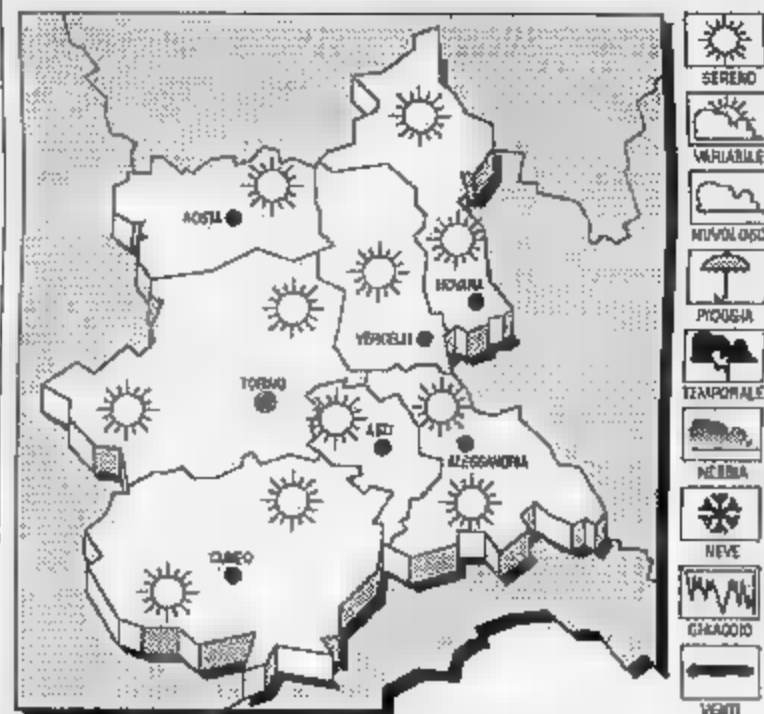 AOSTA
NOVARA
VERCELLI
TORINO
ASTI
ALESSANDRIA
CUNEO
SERENO
VARIABILE
NUVOLOSO
PIOGGIA
TEMPORALE
NEBBIA
NEVE
GHIACCIO
VENTI